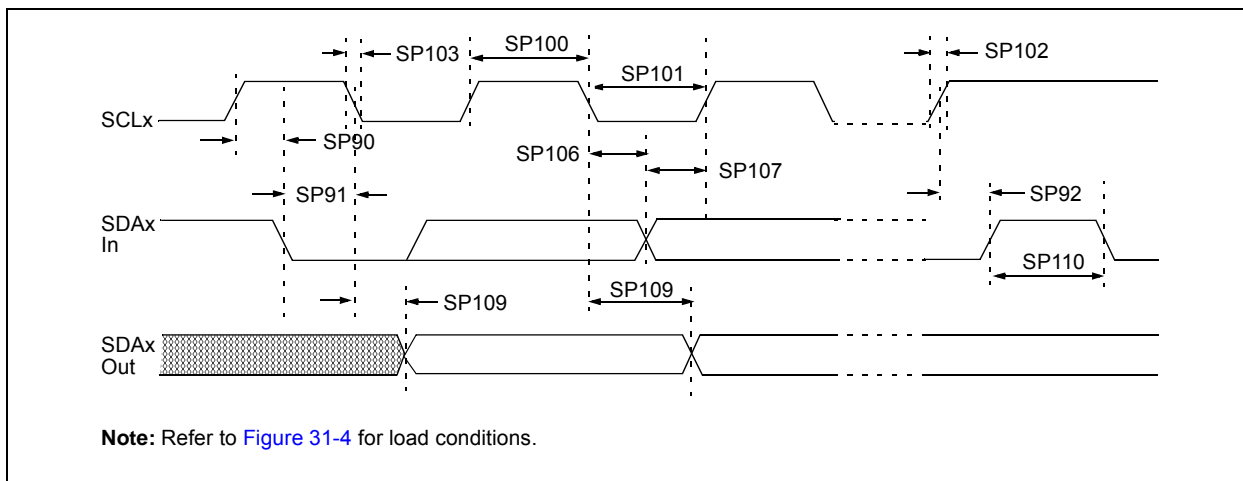 SP103
SP100
SP101
SP102
SCLx
SP90
SP106
SP107
SP91
SP92
SDAx
In
SP110
SP109
SP109
SDAx
Out
Note: Refer to Figure 31-4 for load conditions.